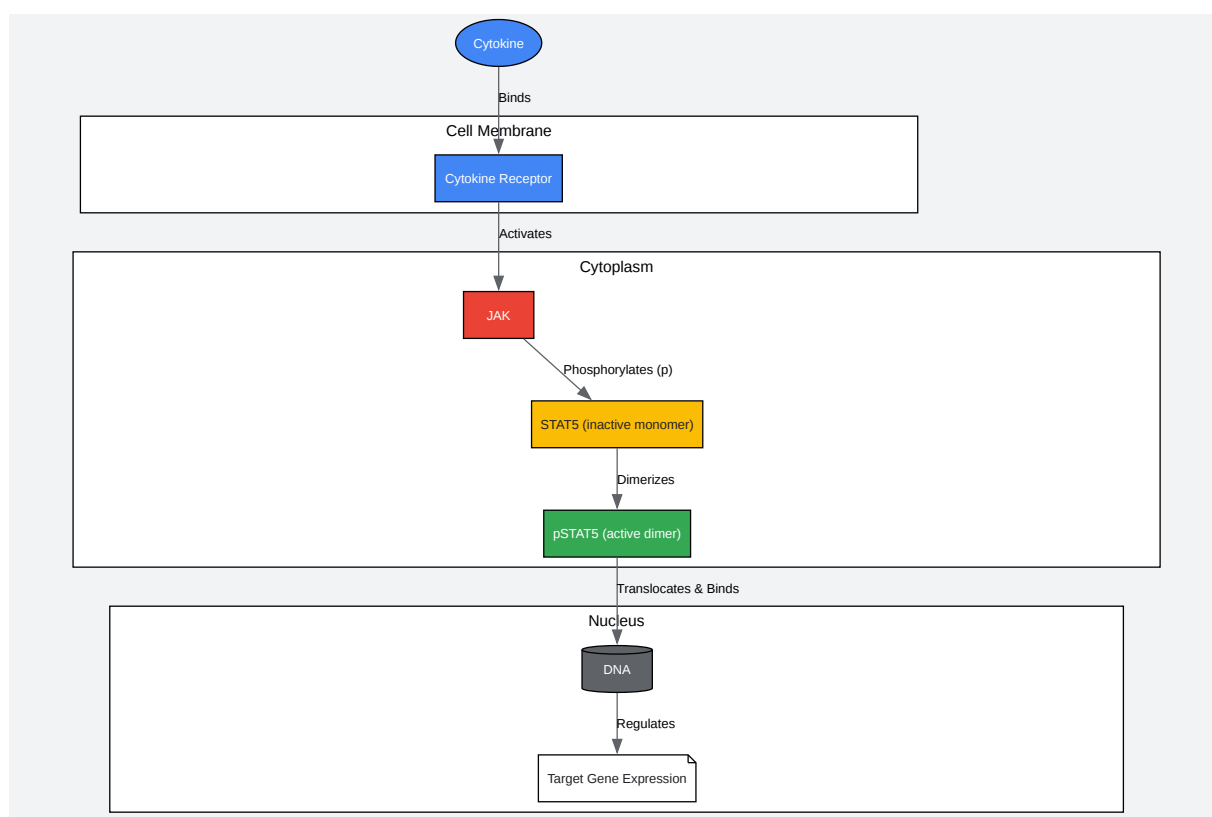 Cytokine
Binds
Cell Membrane
Cytokine Receptor
Activates
Cytoplasm
JAK
Phosphorylates (p)
STAT5 (inactive monomer)
Dimerizes
pSTAT5 (active dimer)
Translocates & Binds
Nucleus
DNA
Regulates
Target Gene Expression